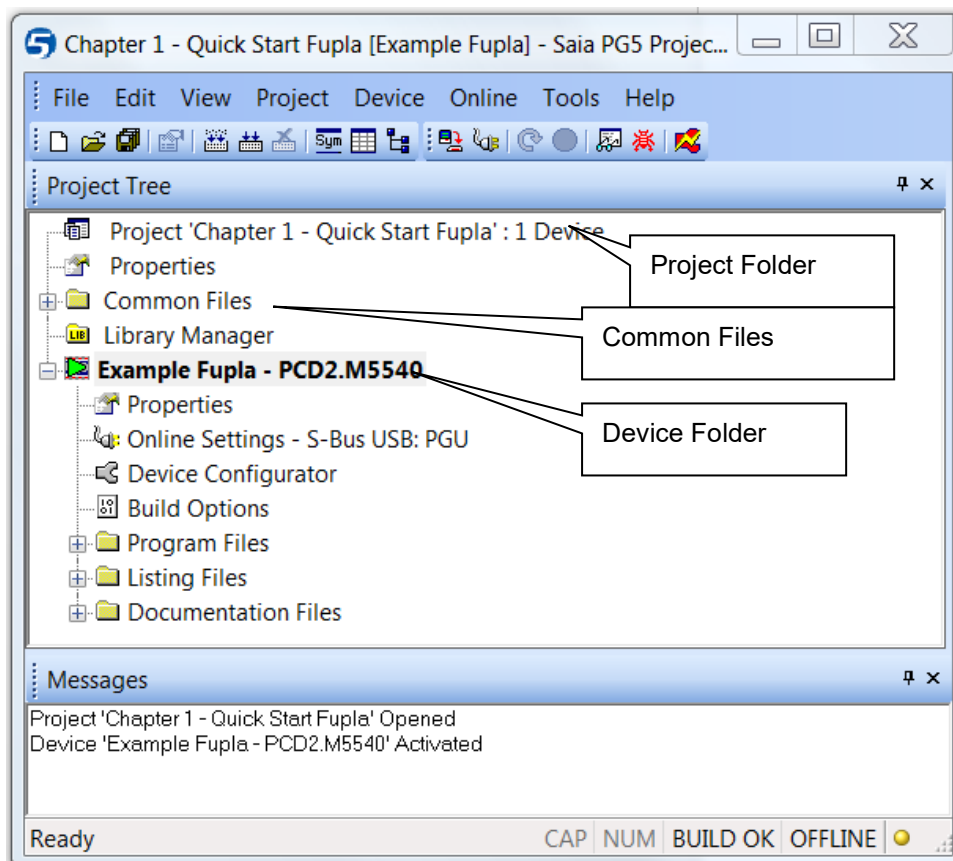 Chapter 1 - Quick Start Fupla [Example Fupla] - Saia PG5 Projec...
File Edit View Project Device Online Tools Help
Sym
Project Tree
Project 'Chapter 1 - Quick Start Fupla' : 1 Device
Project Folder
Properties
Common Files
Common Files
LIB Library Manager
Example Fupla - PCD2.M5540
Properties
Device Folder
Online Settings - S-Bus USB: PGU
Device Configurator
Build Options
Program Files
Listing Files
Documentation Files
Messages
Project 'Chapter 1 - Quick Start Fupla' Opened
Device 'Example Fupla - PCD2.M5540' Activated
Ready CAP NUM BUILD OK OFFLINE